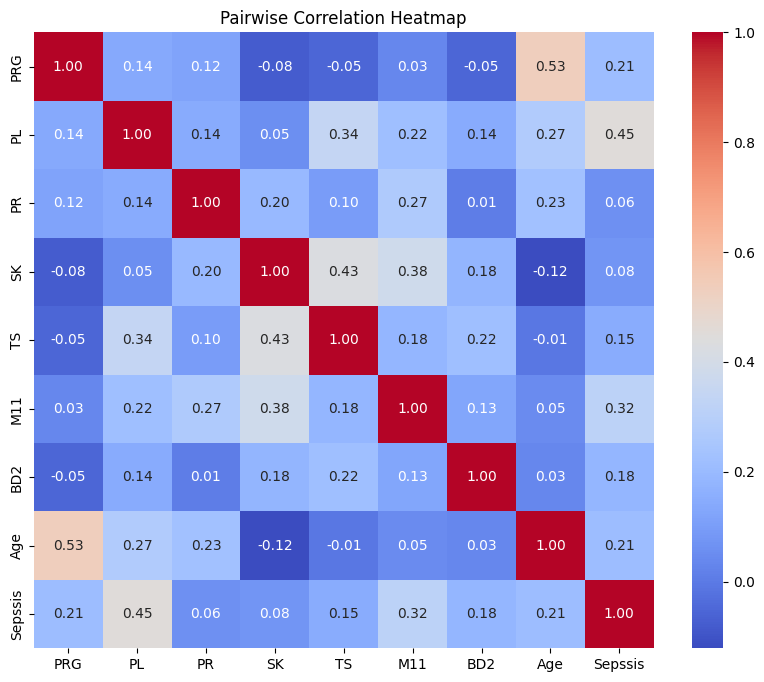 Pairwise Correlation Heatmap
PRG 1.00 0.14 0.12 -0.08 -0.05 0.03 -0.05 0.53 0.21
PL 0.14 1.00 0.14 0.05 0.34 0.22 0.14 0.27 0.45
PR 0.12 0.14 1.00 0.20 0.10 0.27 0.01 0.23 0.06
SK -0.08 0.05 0.20 1.00 0.43 0.38 0.18 -0.12 0.08
TS -0.05 0.34 0.10 0.43 1.00 0.18 0.22 -0.01 0.15
M11 0.03 0.22 0.27 0.38 0.18 1.00 0.13 0.05 0.32
BD2 -0.05 0.14 0.01 0.18 0.22 0.13 1.00 0.03 0.18
Age 0.53 0.27 0.23 -0.12 -0.01 0.05 0.03 1.00 0.21
Sepssis 0.21 0.45 0.06 0.08 0.15 0.32 0.18 0.21 1.00
PRG PL PR SK TS M11 BD2 Age Sepssis
1.0
0.8
0.6
0.4
0.2
0.0